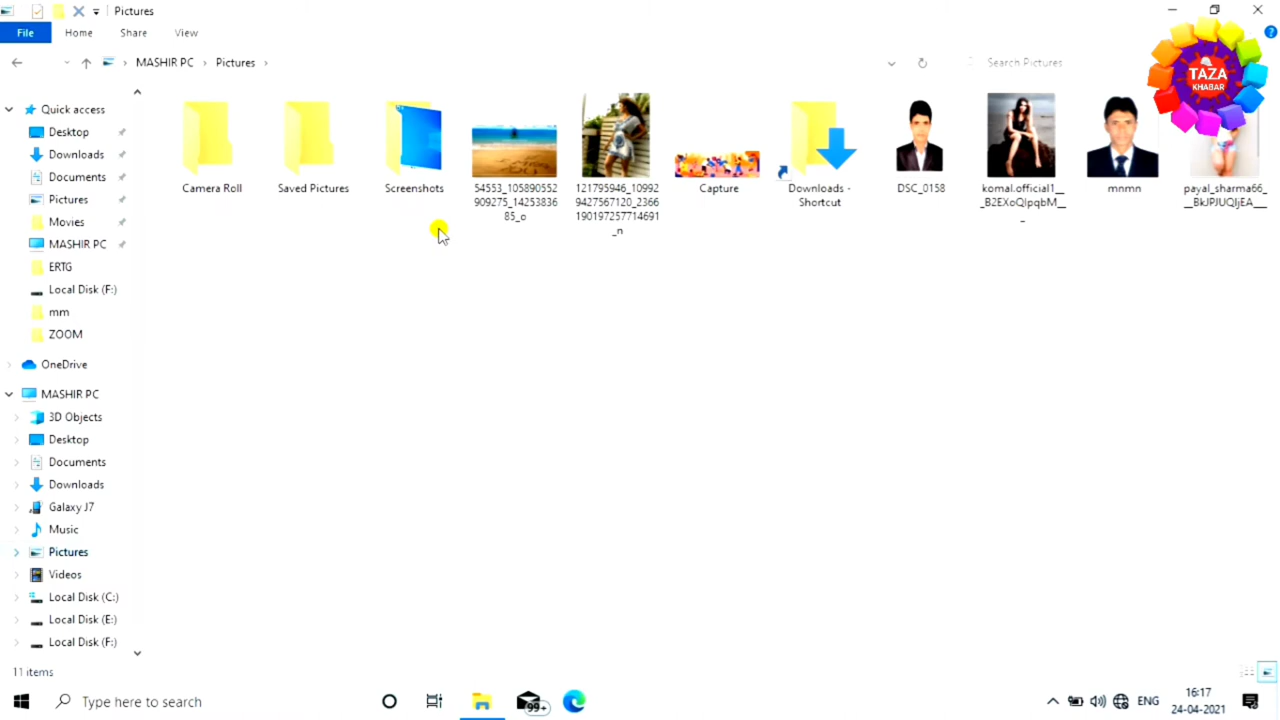 Pictures
File
Home
Share
View
MASHIR PC
Pictures
Search Pictures
TAZA
KHABAR
Quick access
Desktop
Downloads
Documents
Pictures
Movies
MASHIR PC
ERTG
Local Disk (F:)
mm
ZOOM
OneDrive
MASHIR PC
3D Objects
Desktop
Documents
Downloads
Galaxy J7
Music
Pictures
Videos
Local Disk (C:)
Local Disk (E:)
Local Disk (F:)
Camera Roll
Saved Pictures
Screenshots
54553_105890552
909275_14253836
85_o
121795946_10992
9427567120_2366
190197257714691
_n
Capture
Downloads -
Shortcut
DSC_0158
komal.official1__
_B2EXoQlpqbM__
_
mnmn
payal_sharma66_
__BkJPJUQljEA___
11 items
Type here to search
99+
ENG
16:17
24-04-2021